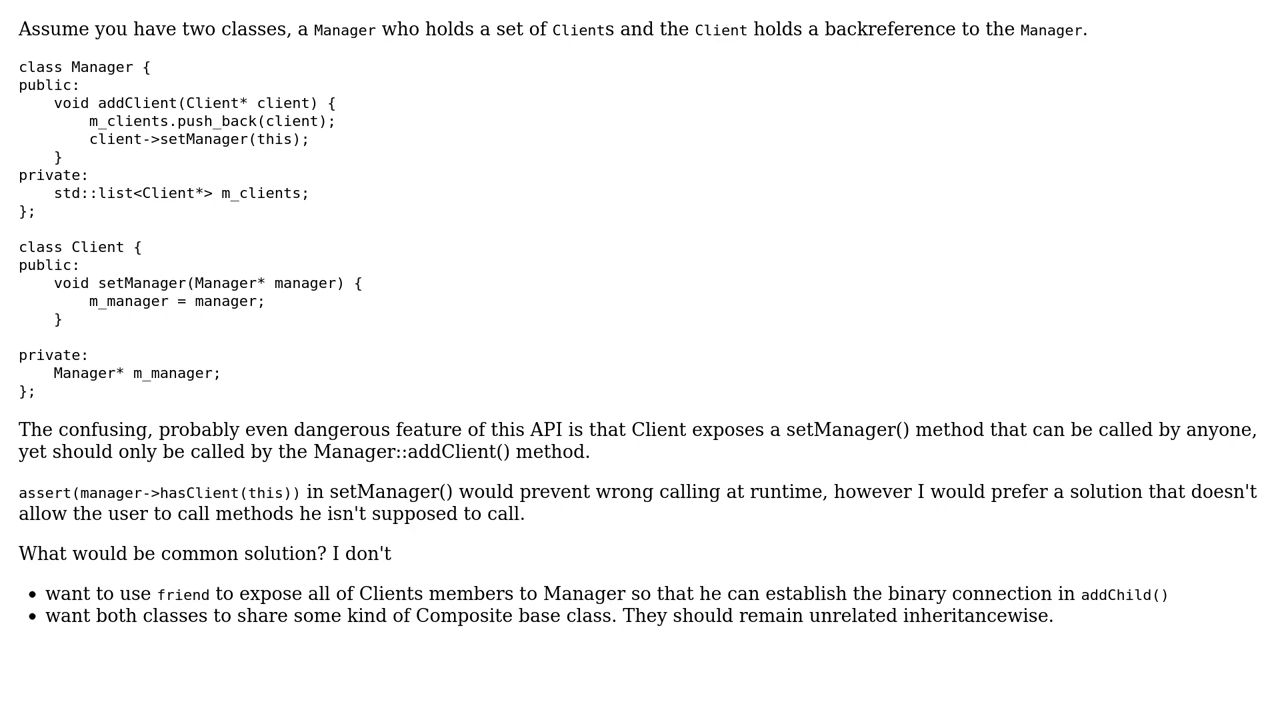 Assume you have two classes, a Manager who holds a set of Clients and the Client holds a backreference to the Manager.
class Manager {
public:
    void addClient(Client* client) {
        m_clients.push_back(client);
        client->setManager(this);
    }
private:
    std::list<Client*> m_clients;
};
class Client {
public:
    void setManager(Manager* manager) {
        m_manager = manager;
    }
private:
    Manager* m_manager;
};
The confusing, probably even dangerous feature of this API is that Client exposes a setManager() method that can be called by anyone,
yet should only be called by the Manager::addClient() method.
assert(manager->hasClient(this)) in setManager() would prevent wrong calling at runtime, however I would prefer a solution that doesn't
allow the user to call methods he isn't supposed to call.
What would be common solution? I don't
• want to use friend to expose all of Clients members to Manager so that he can establish the binary connection in addChild()
• want both classes to share some kind of Composite base class. They should remain unrelated inheritancewise.